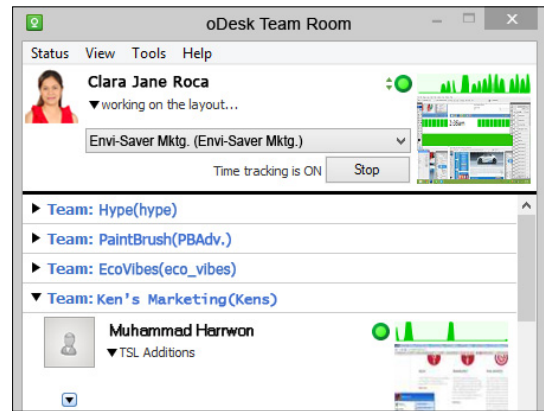 oDesk Team Room
Status View Tools Help
Clara Jane Roca
▼working on the layout...
Envi-Saver Mktg. (Envi-Saver Mktg.)
Time tracking is ON Stop
Team: Hype(hype)
Team: PaintBrush(PBAdv.)
Team: EcoVibes(eco_vibes)
Team: Ken's Marketing(Kens)
Muhammad Harrwon
▼TSL Additions